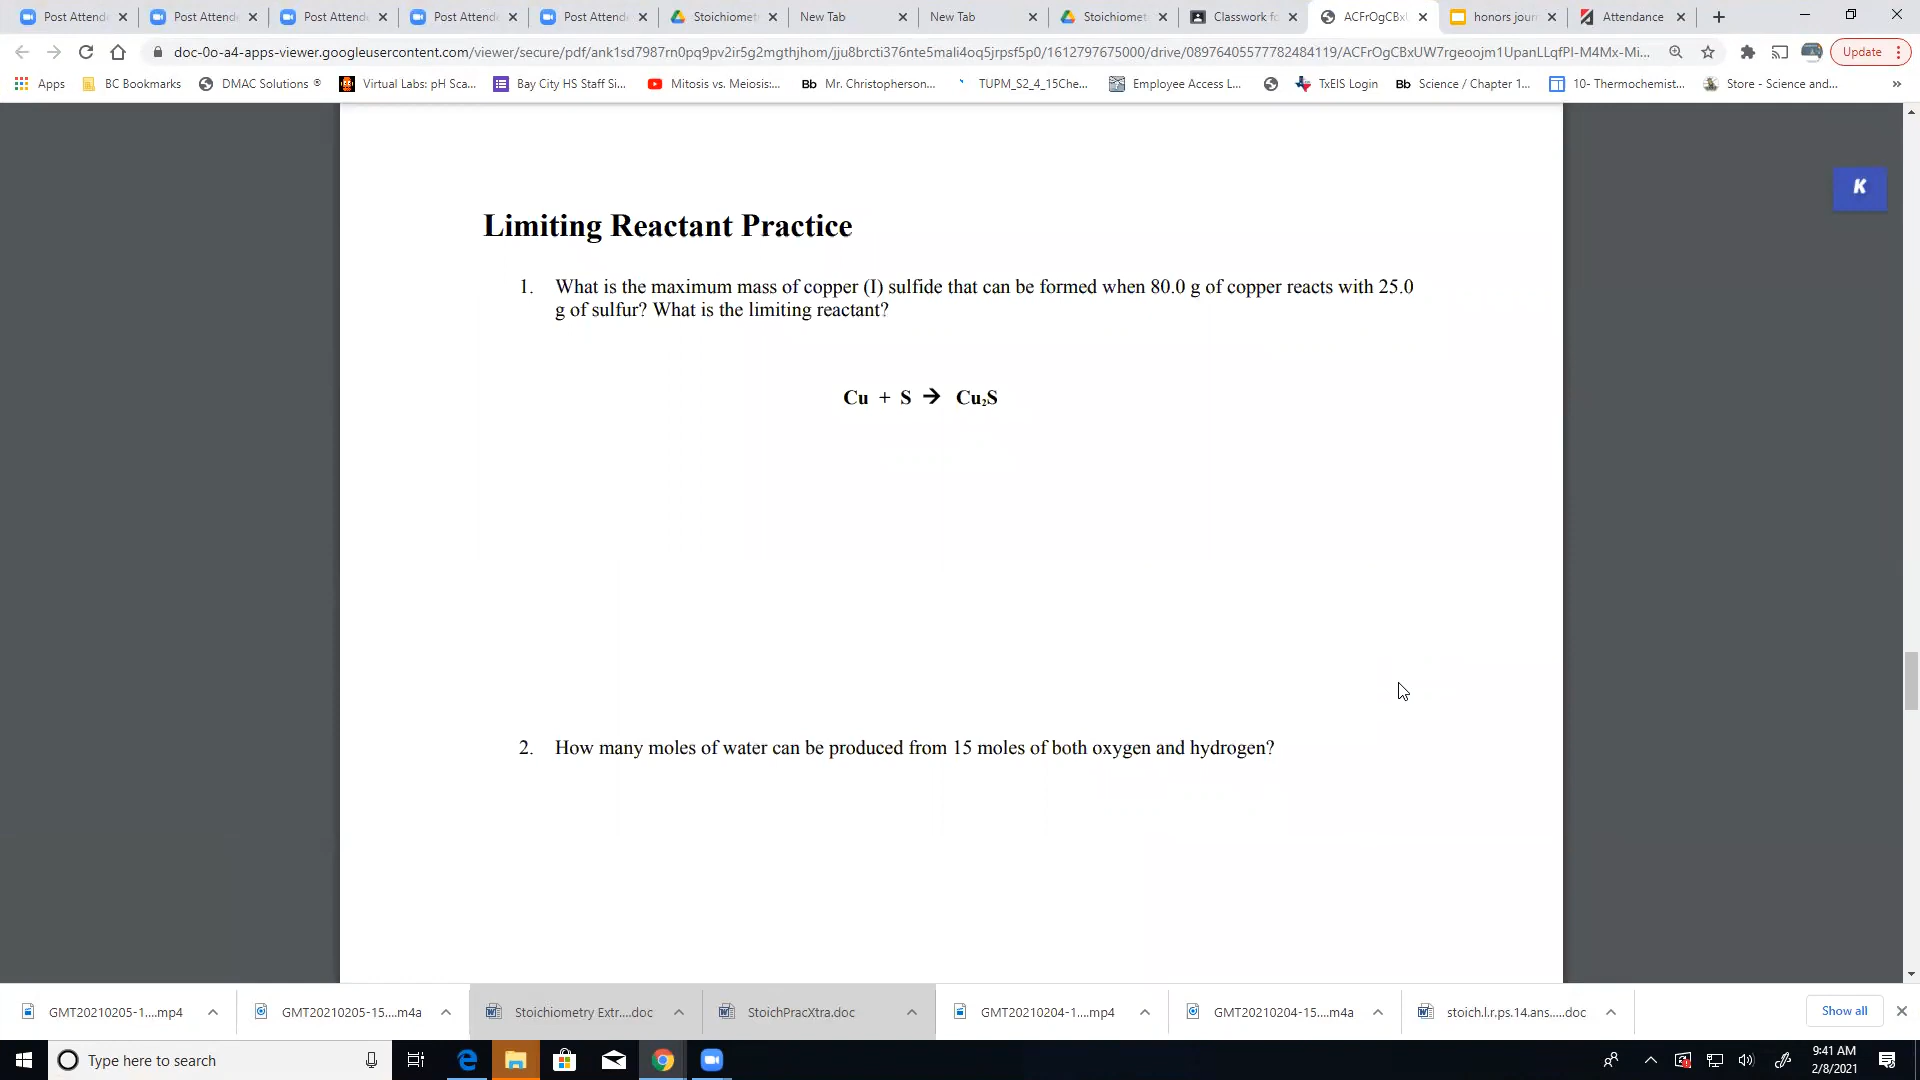 Post Attend
Post Attend
Post Attend
Post Attend
Post Attend
Stoichiomet
New Tab
New Tab
Stoichiomet
Classwork fo
ACFrOgCBxU
honors jour
Attendance
doc-0o-a4-apps-viewer.googleusercontent.com/viewer/secure/pdf/ank1sd7987rn0pq9pv2ir5g2mgthjhom/jju8brcti376nte5mali4oq5jrpsf5p0/1612797675000/drive/08976405577782484119/ACFrOgCBxUW7rgeoojm1UpanLLqfPI-M4Mx-Mi...
Update
Apps
BC Bookmarks
DMAC Solutions ®
Virtual Labs: pH Sca...
Bay City HS Staff Si...
Mitosis vs. Meiosis:...
Bb Mr. Christopherson...
TUPM_S2_4_15Che...
Employee Access L...
TxEIS Login
Bb Science / Chapter 1...
10- Thermochemist...
Store - Science and...
»
K
Limiting Reactant Practice
1. What is the maximum mass of copper (I) sulfide that can be formed when 80.0 g of copper reacts with 25.0
g of sulfur? What is the limiting reactant?
Cu + S → Cu₂S
2. How many moles of water can be produced from 15 moles of both oxygen and hydrogen?
GMT20210205-1....mp4
GMT20210205-15....m4a
Stoichiometry Extr....doc
StoichPracXtra.doc
GMT20210204-1....mp4
GMT20210204-15....m4a
stoich.l.r.ps.14.ans.....doc
Show all
Type here to search
9:41 AM
2/8/2021